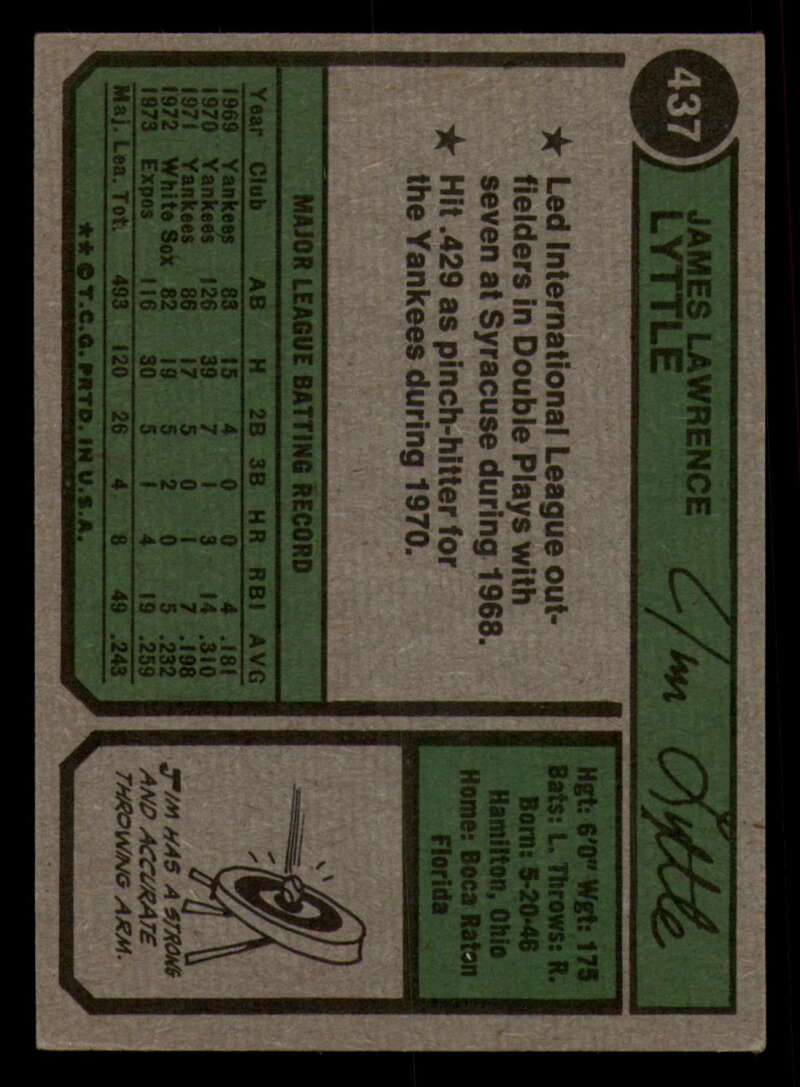 437
JAMES LAWRENCE
LYTTLE
Jim Lyttle
★ Led International League out-
fielders in Double Plays with
seven at Syracuse during 1968.
★ Hit .429 as pinch-hitter for
the Yankees during 1970.
MAJOR LEAGUE BATTING RECORD
Year Club AB H 2B 3B HR RBI AVG
1969 Yankees 83 15 4 0 0 4 .181
1970 Yankees 126 39 7 1 3 14 .310
1971 Yankees 86 17 5 0 1 7 .198
1972 White Sox 82 19 5 2 0 5 .232
1973 Expos 116 30 5 1 4 19 .259
Maj. Lea. Tot. 493 120 26 4 8 49 .243
★★ © T.C.G. PRTD. IN U.S.A.
Hgt: 6'0" Wgt: 175
Bats: L. Throws: R.
Born: 5-20-46
Hamilton, Ohio
Home: Boca Raton
Florida
JIM HAS A STRONG
AND ACCURATE
THROWING ARM.